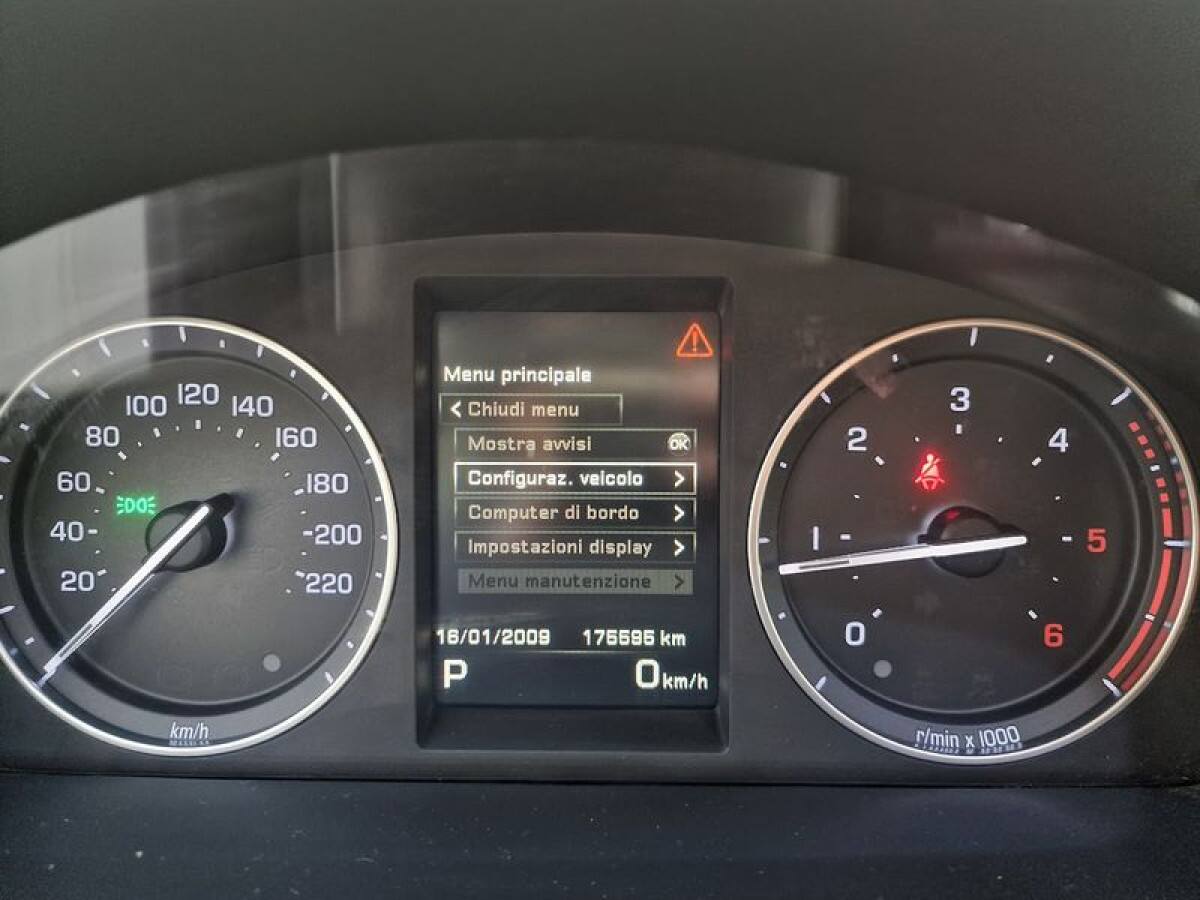 Menu principale
< Chiudi menu
Mostra avvisi OK
Configuraz. veicolo >
Computer di bordo >
Impostazioni display >
Menu manutenzione >
16/01/2009 175595 km
P 0 km/h
20
40
60
80
100
120
140
160
180
200
220
km/h
0
1
2
3
4
5
6
r/min x 1000